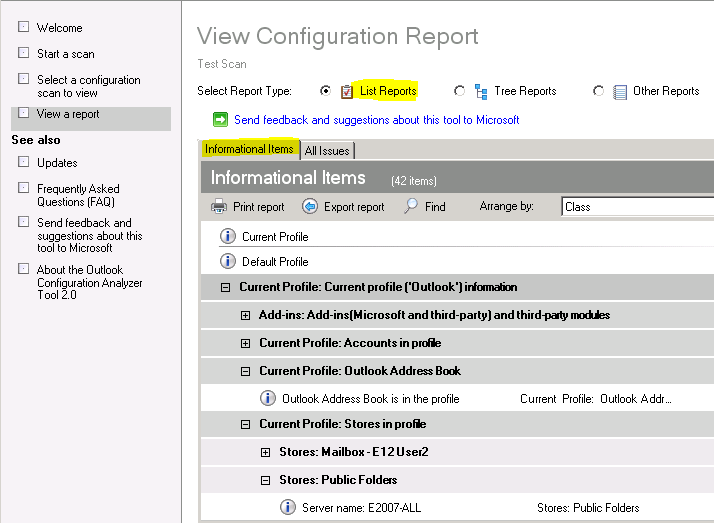 Welcome
Start a scan
Select a configuration
scan to view
View a report
See also
Updates
Frequently Asked
Questions (FAQ)
Send feedback and
suggestions about this
tool to Microsoft
About the Outlook
Configuration Analyzer
Tool 2.0
View Configuration Report
Test Scan
Select Report Type: List Reports Tree Reports Other Reports
Send feedback and suggestions about this tool to Microsoft
Informational Items All Issues
Informational Items (42 items)
Print report Export report Find Arrange by: Class
Current Profile
Default Profile
Current Profile: Current profile ('Outlook') information
Add-ins: Add-ins(Microsoft and third-party) and third-party modules
Current Profile: Accounts in profile
Current Profile: Outlook Address Book
Outlook Address Book is in the profile Current Profile: Outlook Addr...
Current Profile: Stores in profile
Stores: Mailbox - E12 User2
Stores: Public Folders
Server name: E2007-ALL Stores: Public Folders